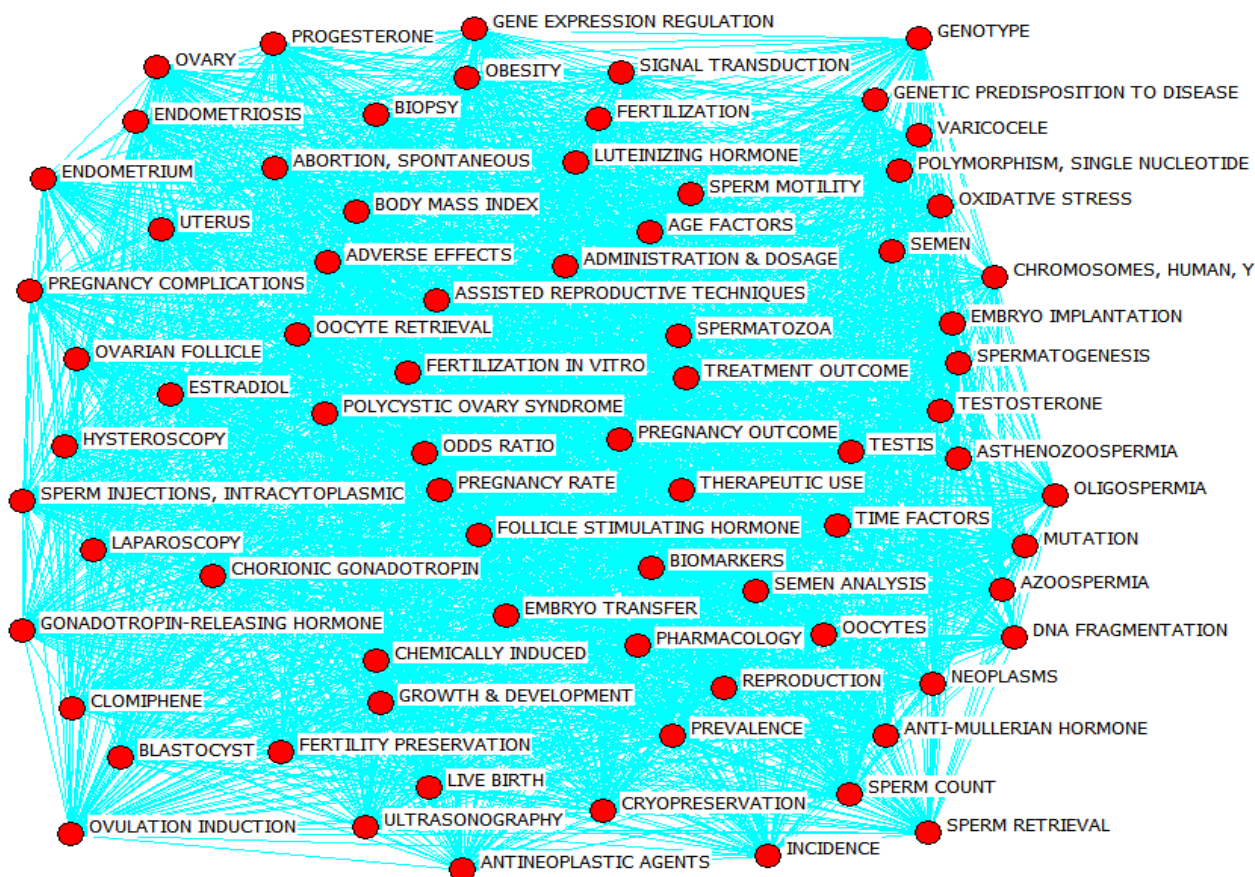 GENE EXPRESSION REGULATION
GENOTYPE
PROGESTERONE
OVARY
SIGNAL TRANSDUCTION
OBESITY
GENETIC PREDISPOSITION TO DISEASE
BIOPSY
FERTILIZATION
ENDOMETRIOSIS
VARICOCELE
ABORTION, SPONTANEOUS
LUTEINIZING HORMONE
POLYMORPHISM, SINGLE NUCLEOTIDE
ENDOMETRIUM
SPERM MOTILITY
OXIDATIVE STRESS
BODY MASS INDEX
UTERUS
AGE FACTORS
SEMEN
ADVERSE EFFECTS
ADMINISTRATION & DOSAGE
CHROMOSOMES, HUMAN, Y
PREGNANCY COMPLICATIONS
ASSISTED REPRODUCTIVE TECHNIQUES
EMBRYO IMPLANTATION
OOCYTE RETRIEVAL
SPERMATOZOA
OVARIAN FOLLICLE
SPERMATOGENESIS
FERTILIZATION IN VITRO
TREATMENT OUTCOME
ESTRADIOL
TESTOSTERONE
POLYCYSTIC OVARY SYNDROME
PREGNANCY OUTCOME
HYSTEROSCOPY
ODDS RATIO
TESTIS
ASTHENOZOOSPERMIA
PREGNANCY RATE
THERAPEUTIC USE
OLIGOSPERMIA
SPERM INJECTIONS, INTRACYTOPLASMIC
TIME FACTORS
FOLLICLE STIMULATING HORMONE
MUTATION
LAPAROSCOPY
BIOMARKERS
CHORIONIC GONADOTROPIN
SEMEN ANALYSIS
AZOOSPERMIA
EMBRYO TRANSFER
GONADOTROPIN-RELEASING HORMONE
OOCYTES
DNA FRAGMENTATION
PHARMACOLOGY
CHEMICALLY INDUCED
REPRODUCTION
NEOPLASMS
GROWTH & DEVELOPMENT
CLOMIPHENE
PREVALENCE
ANTI-MULLERIAN HORMONE
BLASTOCYST
FERTILITY PRESERVATION
LIVE BIRTH
SPERM COUNT
CRYOPRESERVATION
OVULATION INDUCTION
ULTRASONOGRAPHY
SPERM RETRIEVAL
INCIDENCE
ANTINEOPLASTIC AGENTS